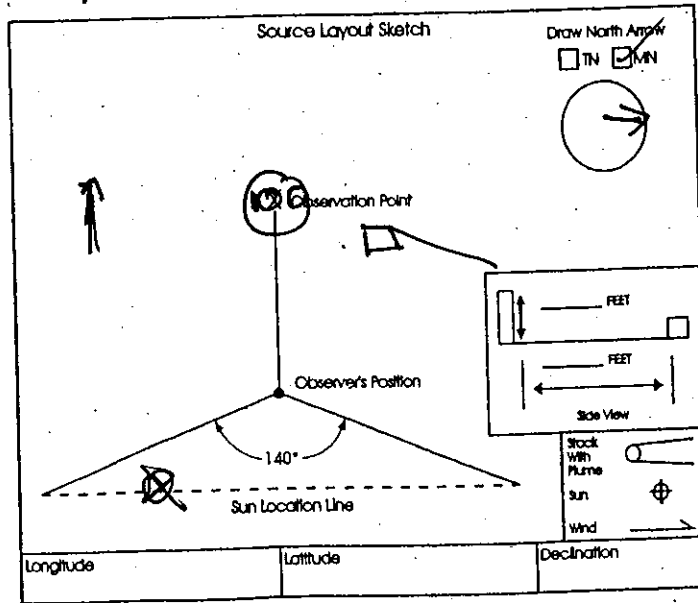 Source Layout Sketch
Draw North Arrow
TN MN
Observation Point
FEET
FEET
Side View
Observer's Position
140°
Sun Location Line
Stack
With
Plume
Sun
Wind
Longitude
Latitude
Declination